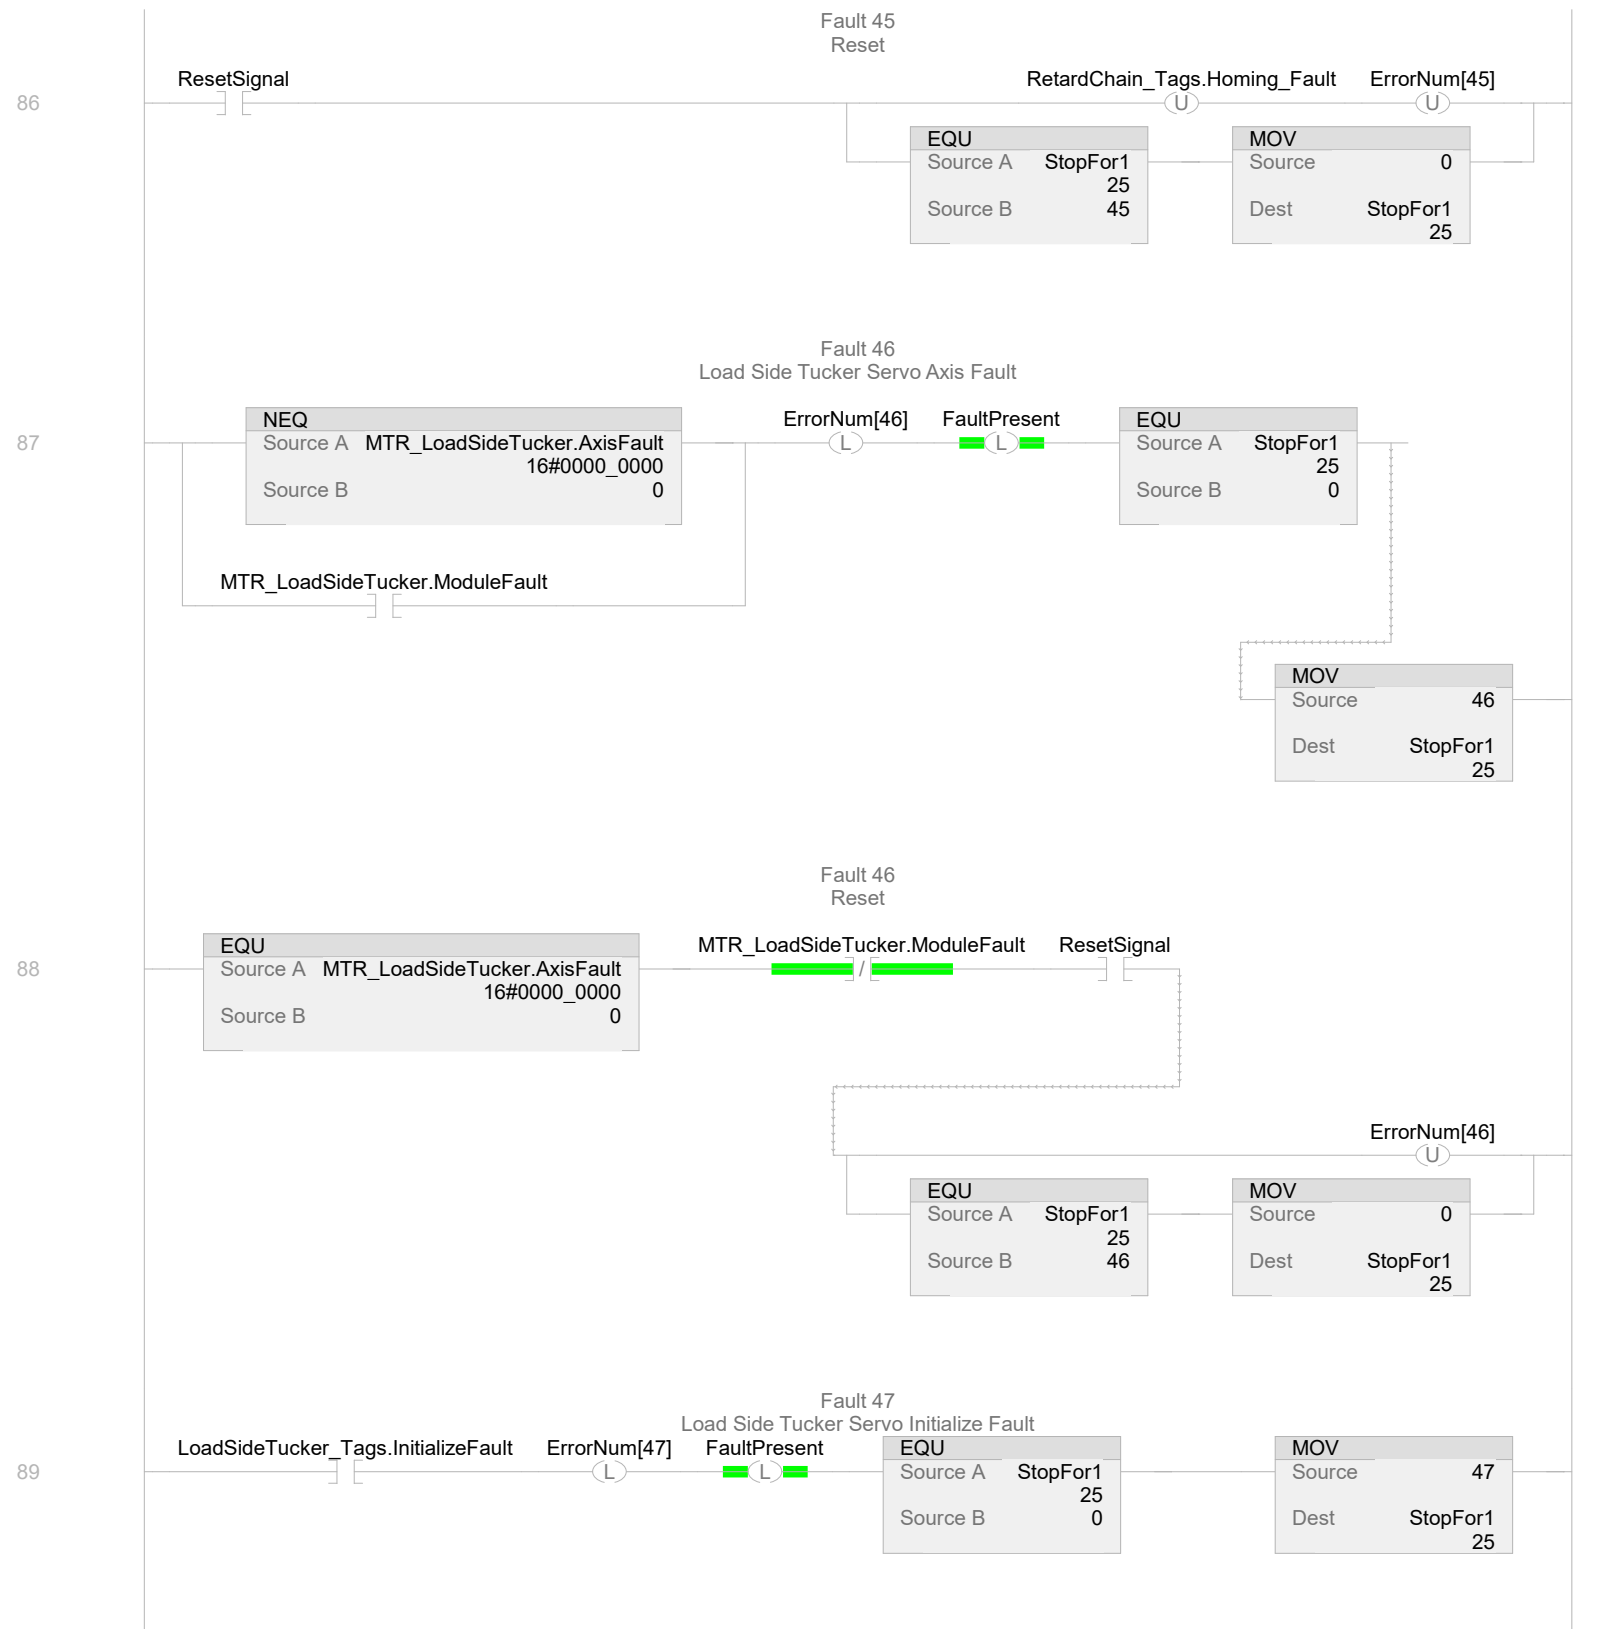 Fault 45
Reset
ResetSignal
RetardChain_Tags.Homing_Fault
ErrorNum[45]
86
U
U
EQU
Source A StopFor1
25
Source B 45
MOV
Source 0
Dest StopFor1
25
Fault 46
Load Side Tucker Servo Axis Fault
87
NEQ
Source A MTR_LoadSideTucker.AxisFault
16#0000_0000
Source B 0
ErrorNum[46]
L
FaultPresent
L
EQU
Source A StopFor1
25
Source B 0
MTR_LoadSideTucker.ModuleFault
MOV
Source 46
Dest StopFor1
25
Fault 46
Reset
88
EQU
Source A MTR_LoadSideTucker.AxisFault
16#0000_0000
Source B 0
MTR_LoadSideTucker.ModuleFault
/
ResetSignal
ErrorNum[46]
U
EQU
Source A StopFor1
25
Source B 46
MOV
Source 0
Dest StopFor1
25
Fault 47
Load Side Tucker Servo Initialize Fault
89
LoadSideTucker_Tags.InitializeFault
ErrorNum[47]
L
FaultPresent
L
EQU
Source A StopFor1
25
Source B 0
MOV
Source 47
Dest StopFor1
25